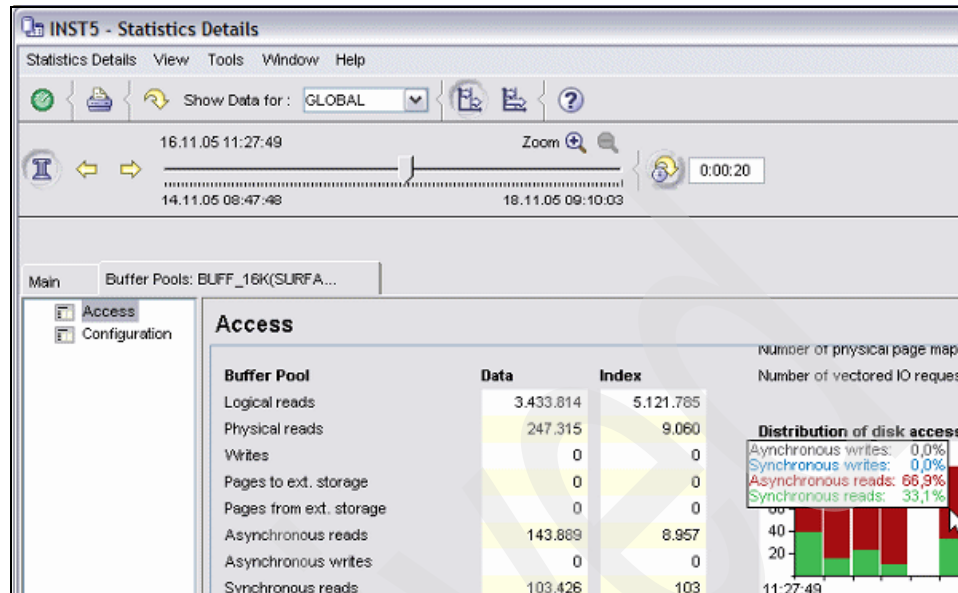 INST5 - Statistics Details
Statistics Details View Tools Window Help
Show Data for : GLOBAL
16.11.05 11:27:49 Zoom
0:00:20
14.11.05 08:47:48 18.11.05 09:10:03
Main Buffer Pools: BUFF_16K(SURFA...
Access
Configuration
Access
Number of physical page map
Buffer Pool Data Index Number of vectored IO reques
Logical reads 3.433.814 5.121.785
Physical reads 247.315 9.060 Distribution of disk access
Writes 0 0
Pages to ext. storage 0 0
Pages from ext. storage 0 0
Asynchronous reads 143.889 8.957
Asynchronous writes 0 0
Synchronous reads 103.426 103
Aynchronous writes: 0,0%
Synchronous writes: 0,0%
Asynchronous reads: 66,9%
Synchronous reads: 33,1%
60
40
20
11:27:49